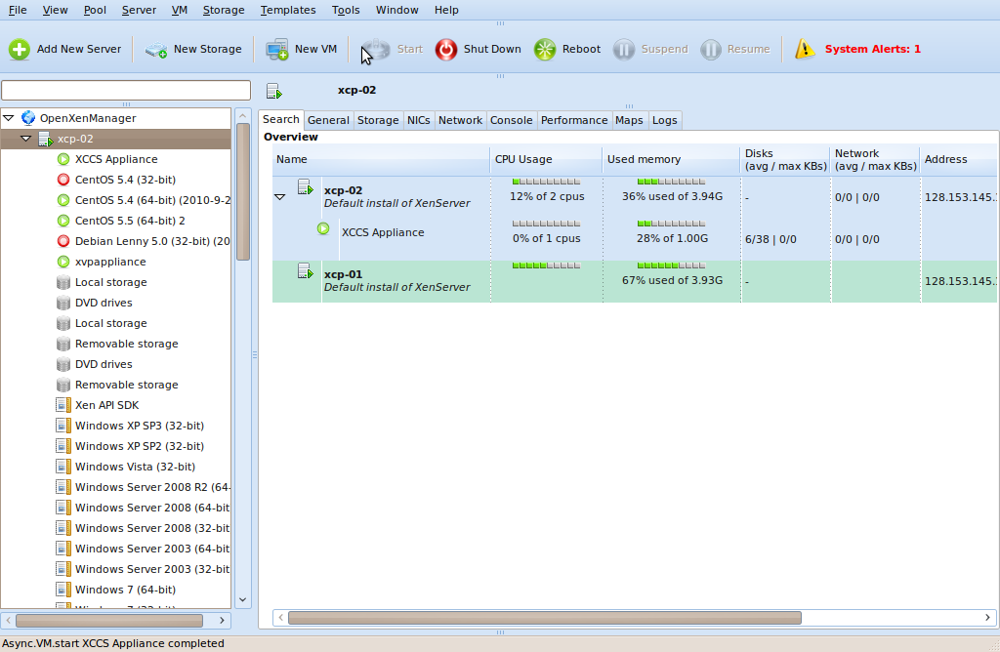 File View Pool Server VM Storage Templates Tools Window Help
Add New Server New Storage New VM Start Shut Down Reboot Suspend Resume System Alerts: 1
xcp-02
OpenXenManager
xcp-02
XCCS Appliance
CentOS 5.4 (32-bit)
CentOS 5.4 (64-bit) (2010-9-2
CentOS 5.5 (64-bit) 2
Debian Lenny 5.0 (32-bit) (20
xvpappliance
Local storage
DVD drives
Local storage
Removable storage
DVD drives
Removable storage
Xen API SDK
Windows XP SP3 (32-bit)
Windows XP SP2 (32-bit)
Windows Vista (32-bit)
Windows Server 2008 R2 (64-
Windows Server 2008 (64-bit
Windows Server 2008 (32-bit
Windows Server 2003 (64-bit
Windows Server 2003 (32-bit
Windows 7 (64-bit)
Search General Storage NICs Network Console Performance Maps Logs
Overview
Name CPU Usage Used memory Disks (avg / max KBs) Network (avg / max KBs) Address
xcp-02
Default install of XenServer
12% of 2 cpus 36% used of 3.94G - 0/0 | 0/0 128.153.145.
XCCS Appliance 0% of 1 cpus 28% of 1.00G 6/38 | 0/0 0/0 | 0/0
xcp-01
Default install of XenServer
67% used of 3.93G - 128.153.145.
Async.VM.start XCCS Appliance completed